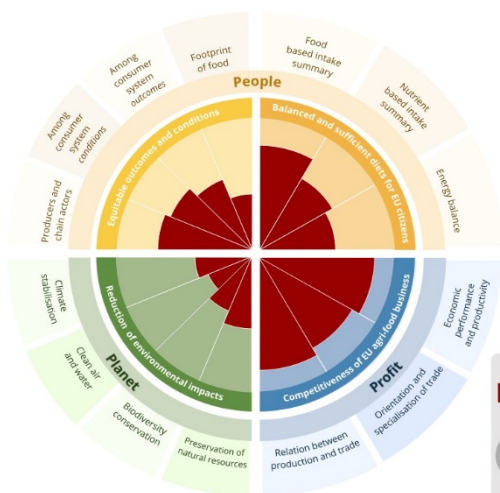 People
Planet
Profit
Equitable outcomes and conditions
Balanced and sufficient diets for EU citizens
Reduction of environmental impacts
Competitiveness of EU agri-food business
Producers and
chain actors
Among
consumer
system
conditions
Among
consumer
system
outcomes
Footprint
of food
Food
based intake
summary
Nutrient
based intake
summary
Energy balance
Economic
performance
and productivity
Orientation and
specialisation of trade
Relation between
production and trade
Preservation of
natural resources
Biodiversity
conservation
Clean air
and water
Climate
stabilisation